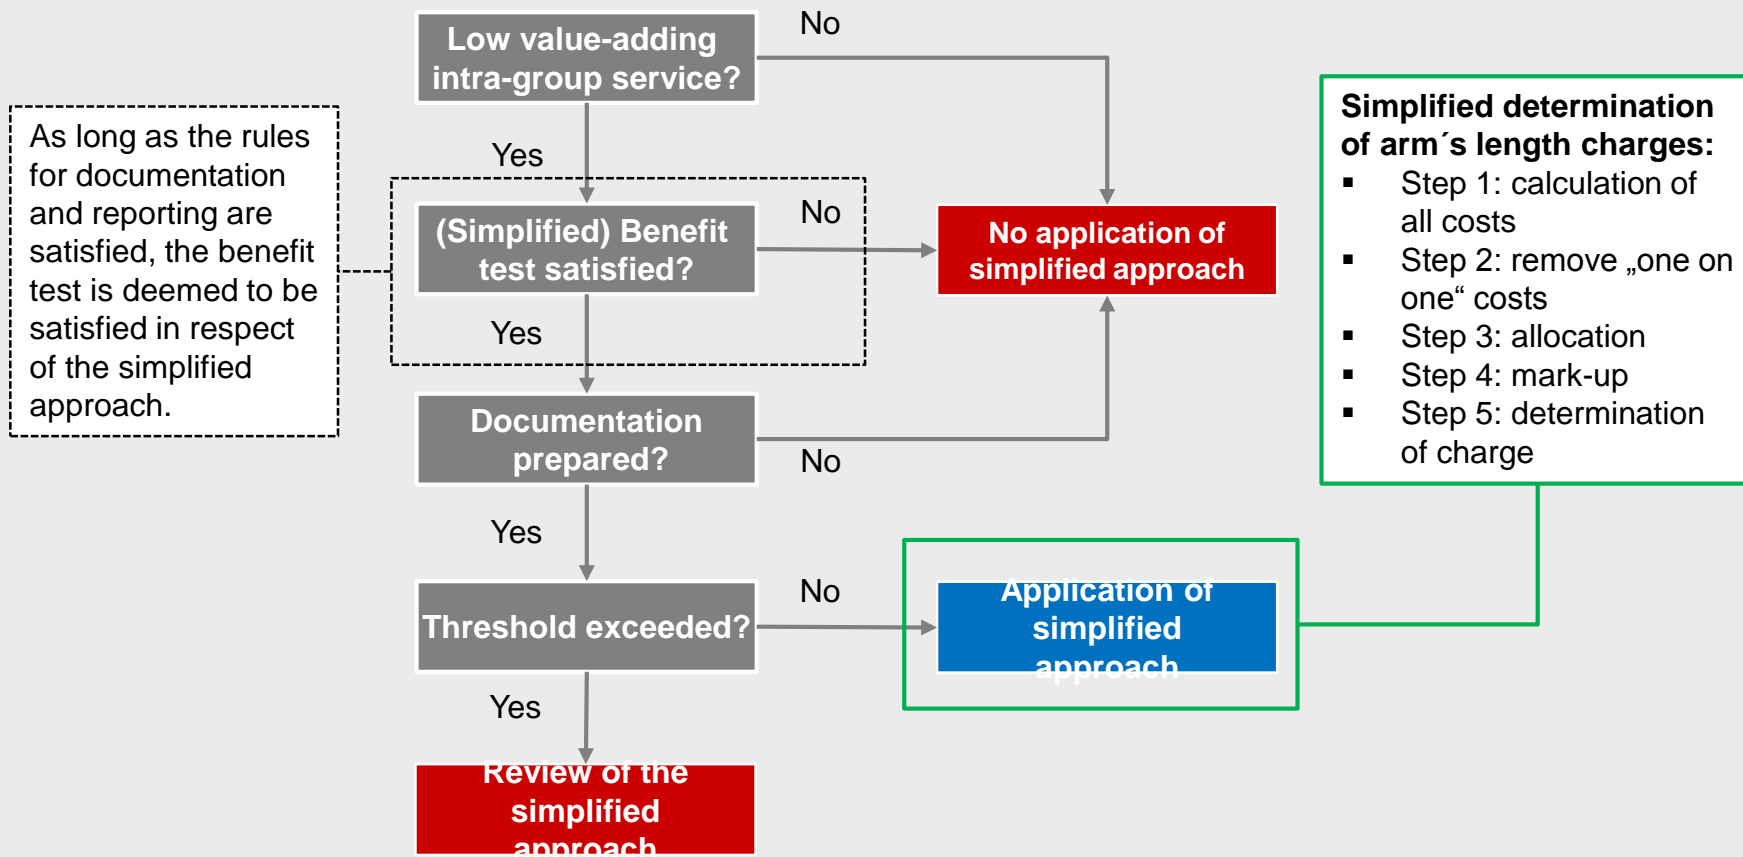 Low value-adding
intra-group service?
No
Yes
As long as the rules
for documentation
and reporting are
satisfied, the benefit
test is deemed to be
satisfied in respect
of the simplified
approach.
(Simplified) Benefit
test satisfied?
No
Yes
No application of
simplified approach
Documentation
prepared?
No
Yes
Threshold exceeded?
No
Yes
Application of
simplified
approach
Review of the
simplified
approach
Simplified determination
of arm´s length charges:
▪ Step 1: calculation of
all costs
▪ Step 2: remove „one on
one“ costs
▪ Step 3: allocation
▪ Step 4: mark-up
▪ Step 5: determination
of charge